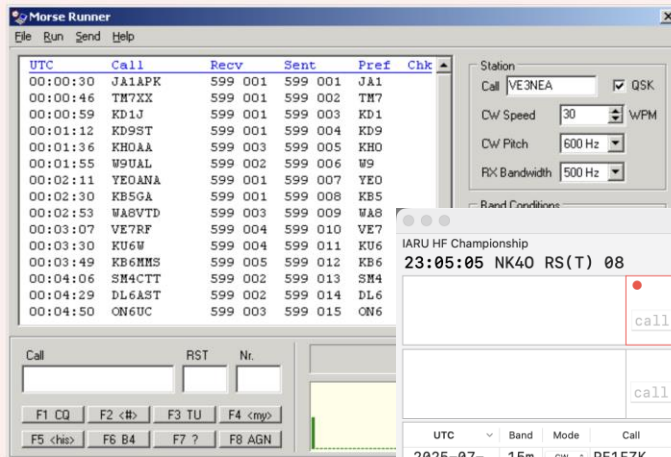 Morse Runner
File Run Send Help
UTC Call Recv Sent Pref Chk
00:00:30 JA1APK 599 001 599 001 JA1
00:00:46 TM7XX 599 001 599 002 TM7
00:00:59 KD1J 599 001 599 003 KD1
00:01:12 KD9ST 599 001 599 004 KD9
00:01:36 KH0AA 599 003 599 005 KH0
00:01:55 W9UAL 599 002 599 006 W9
00:02:11 YE0ANA 599 001 599 007 YE0
00:02:30 KB5GA 599 001 599 008 KB5
00:02:53 WA8VTD 599 003 599 009 WA8
00:03:07 VE7RF 599 004 599 010 VE7
00:03:30 KU6W 599 004 599 011 KU6
00:03:49 KB6MMS 599 005 599 012 KB6
00:04:06 SM4CTT 599 002 599 013 SM4
00:04:29 DL6AST 599 002 599 014 DL6
00:04:50 ON6UC 599 003 599 015 ON6
Station
Call VE3NEA QSK
CW Speed 30 WPM
CW Pitch 600 Hz
RX Bandwidth 500 Hz
Band Conditions
Call RST Nr.
F1 CQ F2 <#> F3 TU F4 <my>
F5 <his> F6 B4 F7 ? F8 AGN
IARU HF Championship
23:05:05 NK4O RS(T) 08
call
call
UTC Band Mode Call
2025-07- 15m CW